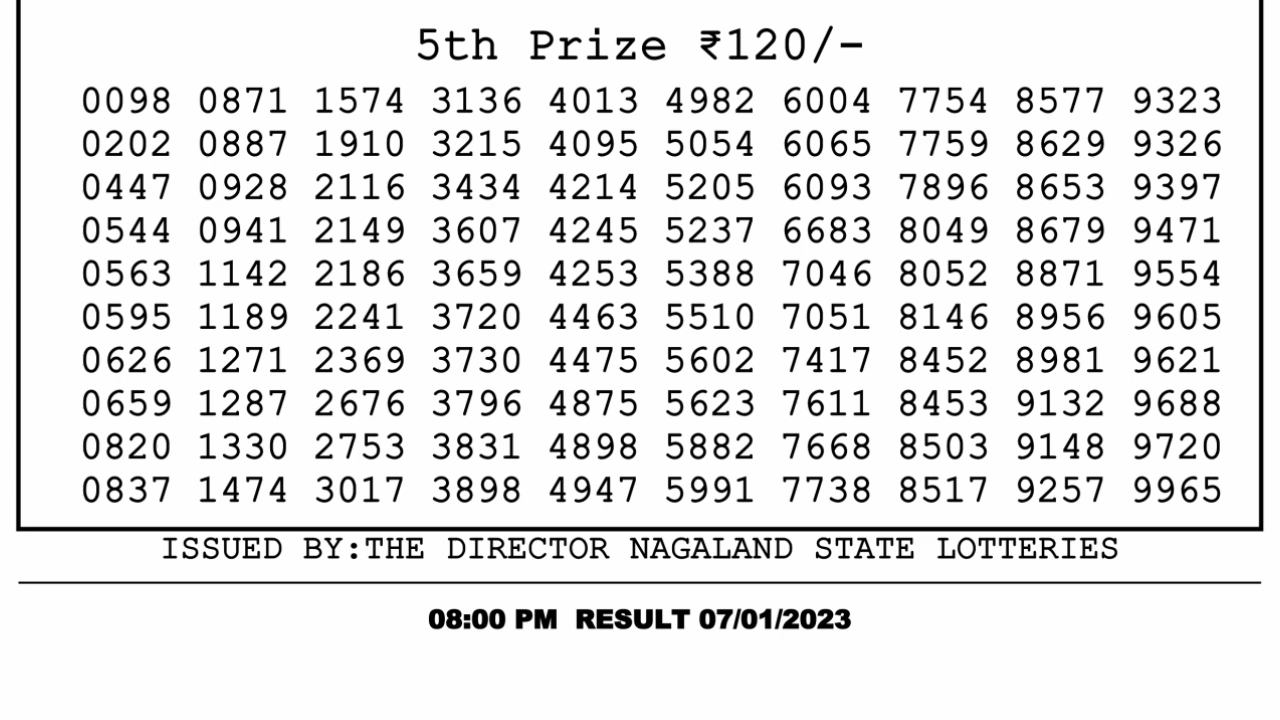 5th Prize ₹120/-
0098 0871 1574 3136 4013 4982 6004 7754 8577 9323
0202 0887 1910 3215 4095 5054 6065 7759 8629 9326
0447 0928 2116 3434 4214 5205 6093 7896 8653 9397
0544 0941 2149 3607 4245 5237 6683 8049 8679 9471
0563 1142 2186 3659 4253 5388 7046 8052 8871 9554
0595 1189 2241 3720 4463 5510 7051 8146 8956 9605
0626 1271 2369 3730 4475 5602 7417 8452 8981 9621
0659 1287 2676 3796 4875 5623 7611 8453 9132 9688
0820 1330 2753 3831 4898 5882 7668 8503 9148 9720
0837 1474 3017 3898 4947 5991 7738 8517 9257 9965
ISSUED BY:THE DIRECTOR NAGALAND STATE LOTTERIES
08:00 PM RESULT 07/01/2023